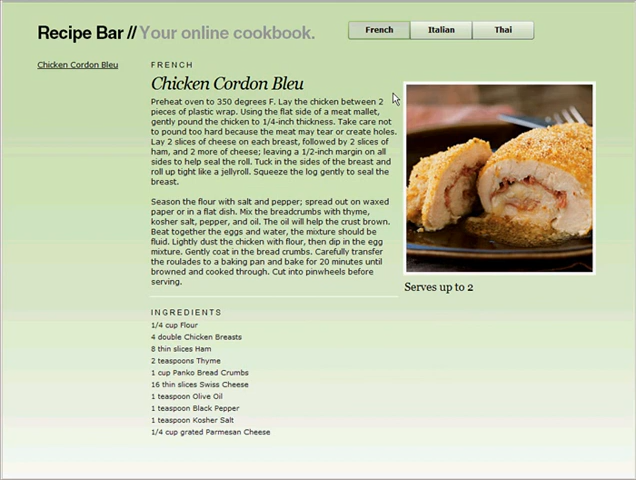 Recipe Bar // Your online cookbook.
French Italian Thai
Chicken Cordon Bleu
FRENCH
Chicken Cordon Bleu
Preheat oven to 350 degrees F. Lay the chicken between 2
pieces of plastic wrap. Using the flat side of a meat mallet,
gently pound the chicken to 1/4-inch thickness. Take care not
to pound too hard because the meat may tear or create holes.
Lay 2 slices of cheese on each breast, followed by 2 slices of
ham, and 2 more of cheese; leaving a 1/2-inch margin on all
sides to help seal the roll. Tuck in the sides of the breast and
roll up tight like a jellyroll. Squeeze the log gently to seal the
breast.
Season the flour with salt and pepper; spread out on waxed
paper or in a flat dish. Mix the breadcrumbs with thyme,
kosher salt, pepper, and oil. The oil will help the crust brown.
Beat together the eggs and water, the mixture should be
fluid. Lightly dust the chicken with flour, then dip in the egg
mixture. Gently coat in the bread crumbs. Carefully transfer
the roulades to a baking pan and bake for 20 minutes until
browned and cooked through. Cut into pinwheels before
serving.
Serves up to 2
INGREDIENTS
1/4 cup Flour
4 double Chicken Breasts
8 thin slices Ham
2 teaspoons Thyme
1 cup Panko Bread Crumbs
16 thin slices Swiss Cheese
1 teaspoon Olive Oil
1 teaspoon Black Pepper
1 teaspoon Kosher Salt
1/4 cup grated Parmesan Cheese